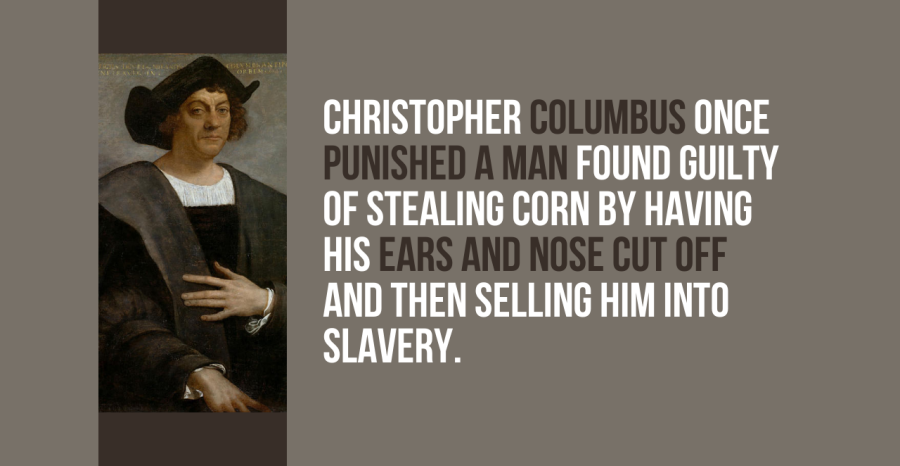 CHRISTOPHER COLUMBUS ONCE
PUNISHED A MAN FOUND GUILTY
OF STEALING CORN BY HAVING
HIS EARS AND NOSE CUT OFF
AND THEN SELLING HIM INTO
SLAVERY.